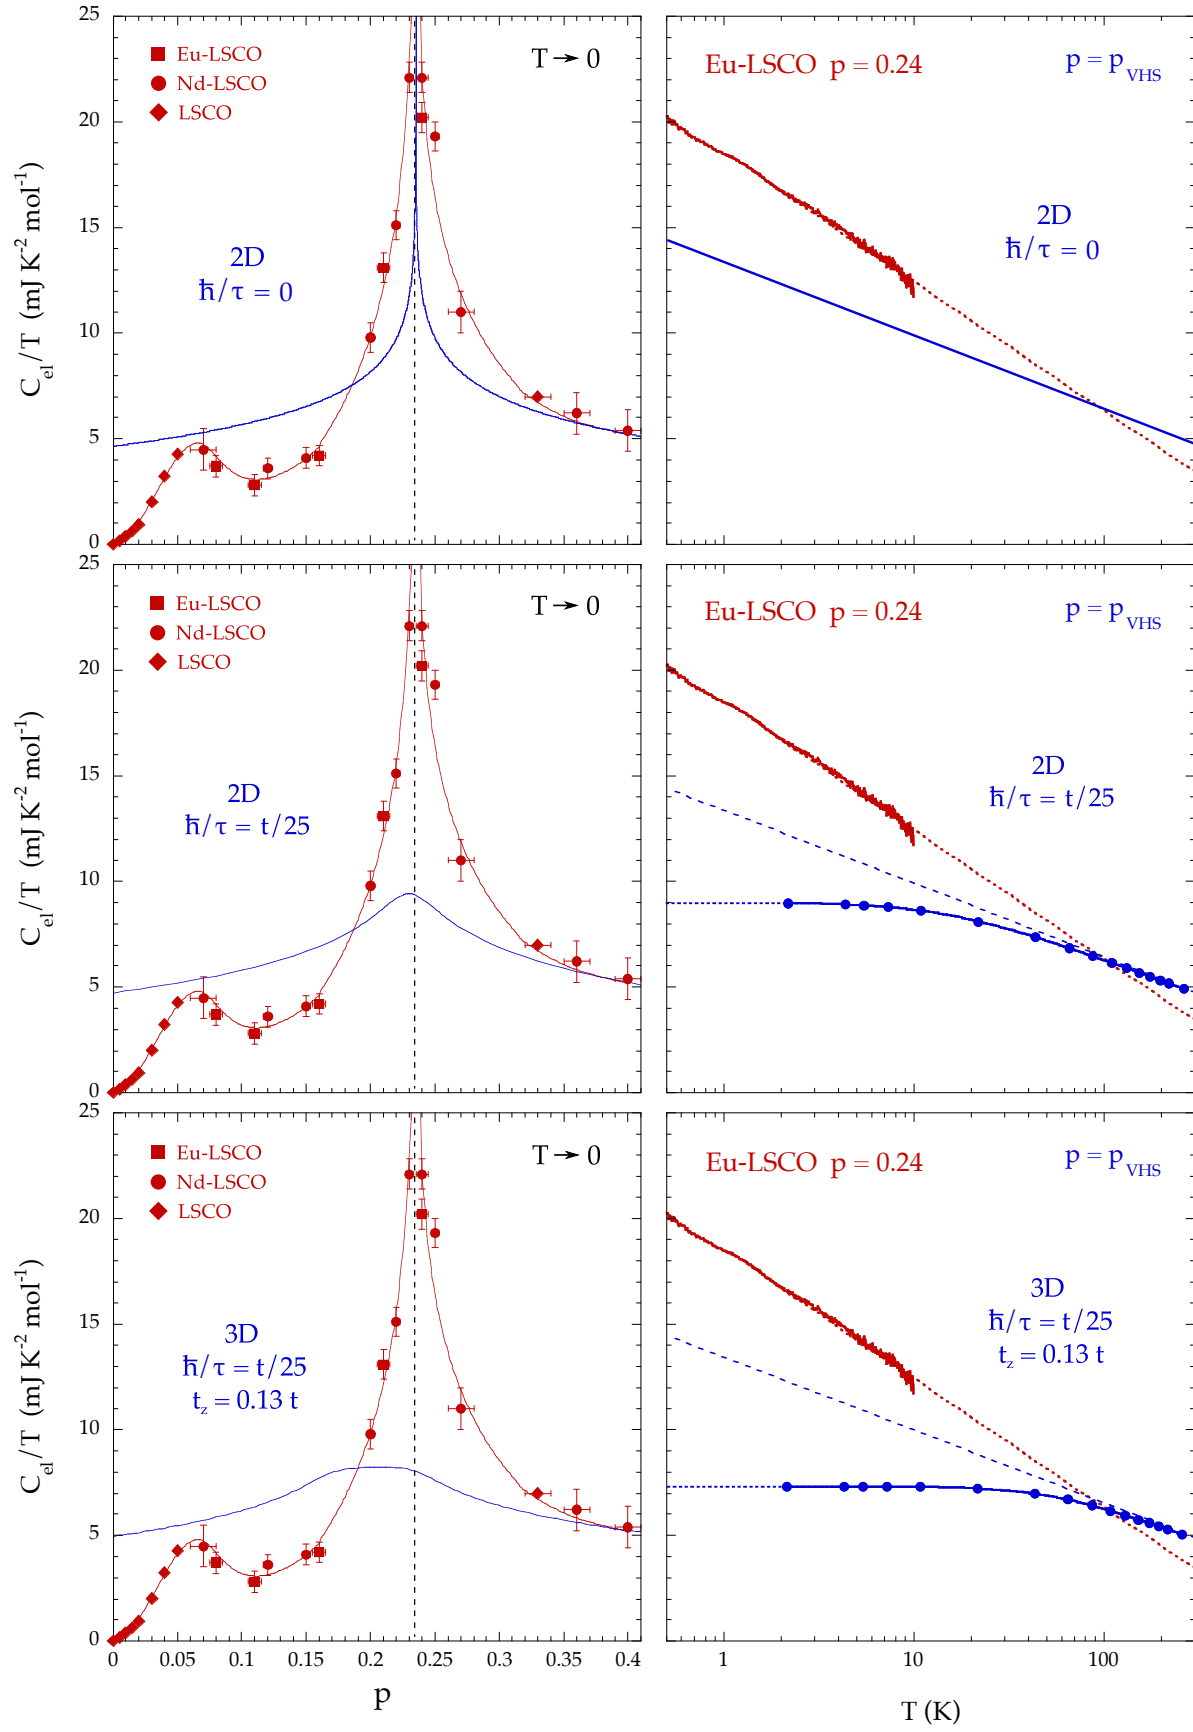 25
20
15
10
5
0
C_el/T (mJ K⁻² mol⁻¹)
Eu-LSCO
Nd-LSCO
LSCO
T → 0
2D
ħ/τ = 0
Eu-LSCO p = 0.24
p = p_VHS
2D
ħ/τ = 0
25
20
15
10
5
0
C_el/T (mJ K⁻² mol⁻¹)
Eu-LSCO
Nd-LSCO
LSCO
T → 0
2D
ħ/τ = t/25
Eu-LSCO p = 0.24
p = p_VHS
2D
ħ/τ = t/25
25
20
15
10
5
0
C_el/T (mJ K⁻² mol⁻¹)
Eu-LSCO
Nd-LSCO
LSCO
T → 0
3D
ħ/τ = t/25
t_z = 0.13 t
0 0.05 0.1 0.15 0.2 0.25 0.3 0.35 0.4
p
Eu-LSCO p = 0.24
p = p_VHS
3D
ħ/τ = t/25
t_z = 0.13 t
1 10 100
T (K)